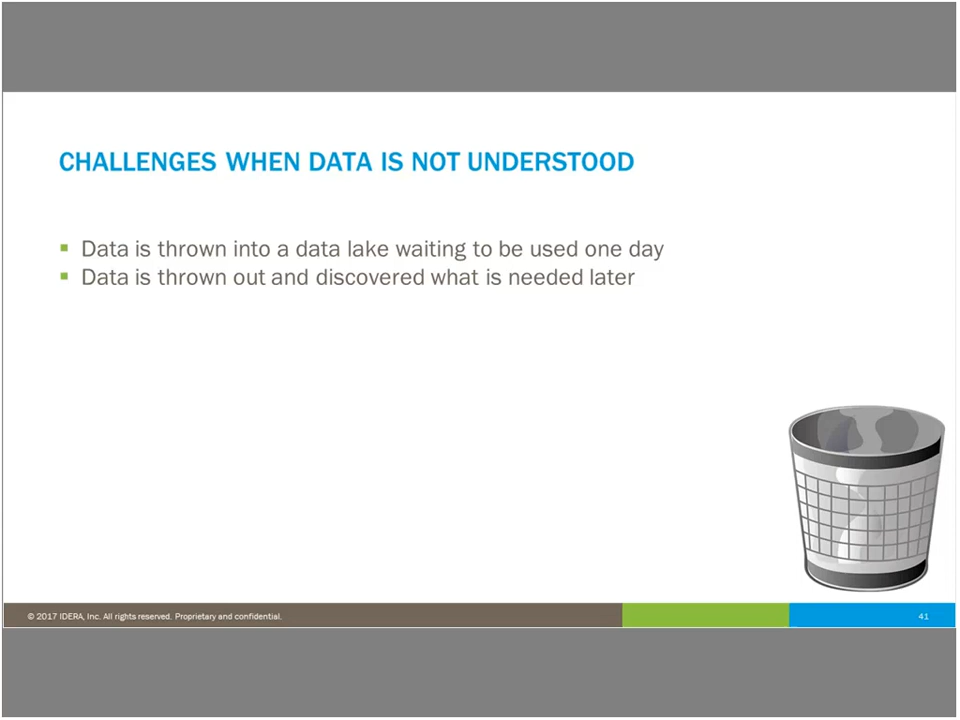 CHALLENGES WHEN DATA IS NOT UNDERSTOOD
Data is thrown into a data lake waiting to be used one day
Data is thrown out and discovered what is needed later
© 2017 IDERA, Inc. All rights reserved. Proprietary and confidential.
41